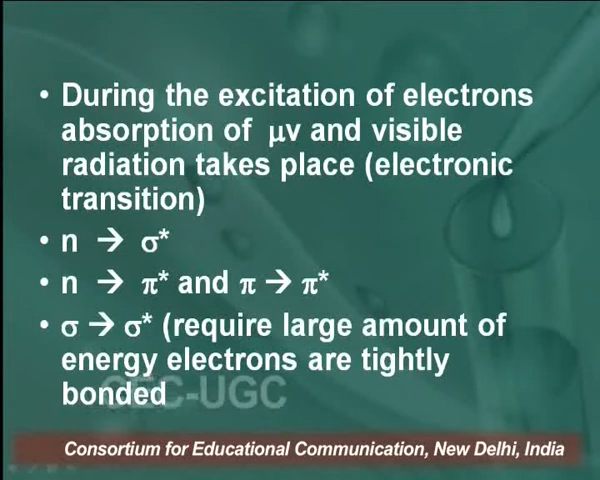 • During the excitation of electrons
absorption of μv and visible
radiation takes place (electronic
transition)
• n → σ*
• n → π* and π → π*
• σ → σ* (require large amount of
energy electrons are tightly
bonded
CEC-UGC
Consortium for Educational Communication, New Delhi, India